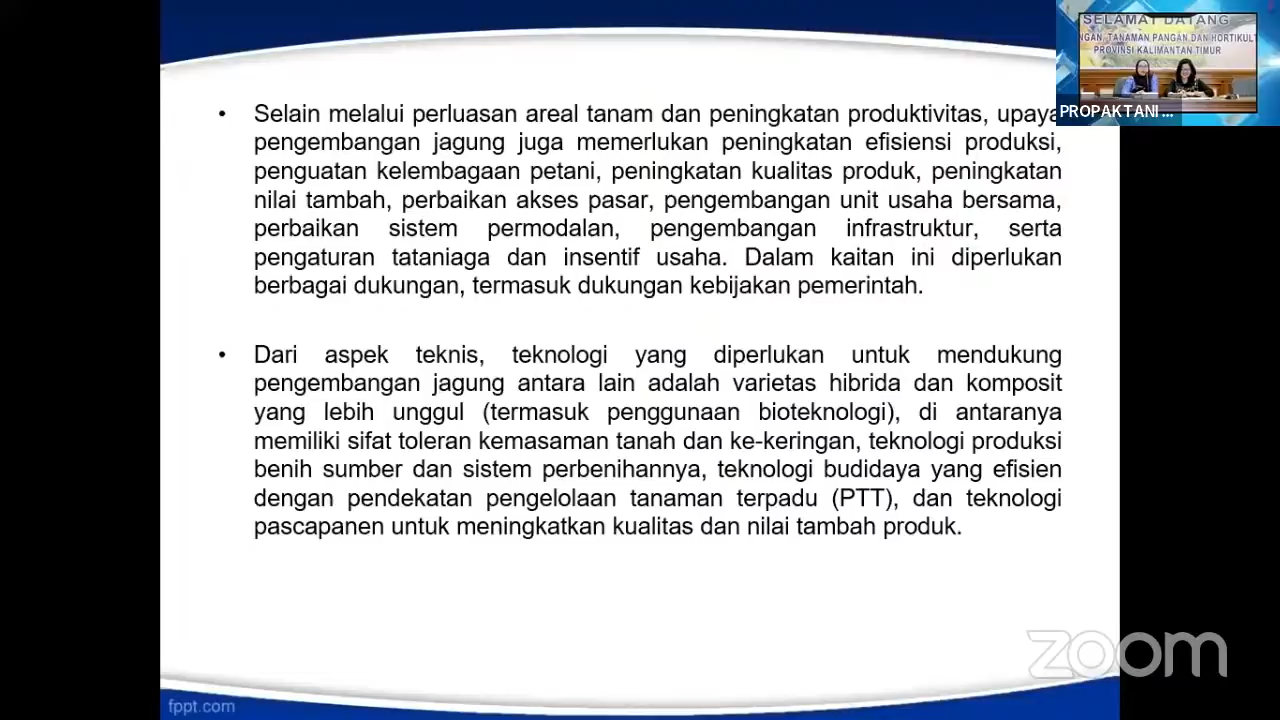 SELAMAT DATANG
NGAN, TANAMAN PANGAN DAN HORTIKULT
PROVINSI KALIMANTAN TIMUR
PROPAKTANI ...
• Selain melalui perluasan areal tanam dan peningkatan produktivitas, upaya
pengembangan jagung juga memerlukan peningkatan efisiensi produksi,
penguatan kelembagaan petani, peningkatan kualitas produk, peningkatan
nilai tambah, perbaikan akses pasar, pengembangan unit usaha bersama,
perbaikan sistem permodalan, pengembangan infrastruktur, serta
pengaturan tataniaga dan insentif usaha. Dalam kaitan ini diperlukan
berbagai dukungan, termasuk dukungan kebijakan pemerintah.
• Dari aspek teknis, teknologi yang diperlukan untuk mendukung
pengembangan jagung antara lain adalah varietas hibrida dan komposit
yang lebih unggul (termasuk penggunaan bioteknologi), di antaranya
memiliki sifat toleran kemasaman tanah dan ke-keringan, teknologi produksi
benih sumber dan sistem perbenihannya, teknologi budidaya yang efisien
dengan pendekatan pengelolaan tanaman terpadu (PTT), dan teknologi
pascapanen untuk meningkatkan kualitas dan nilai tambah produk.
zoom
fppt.com